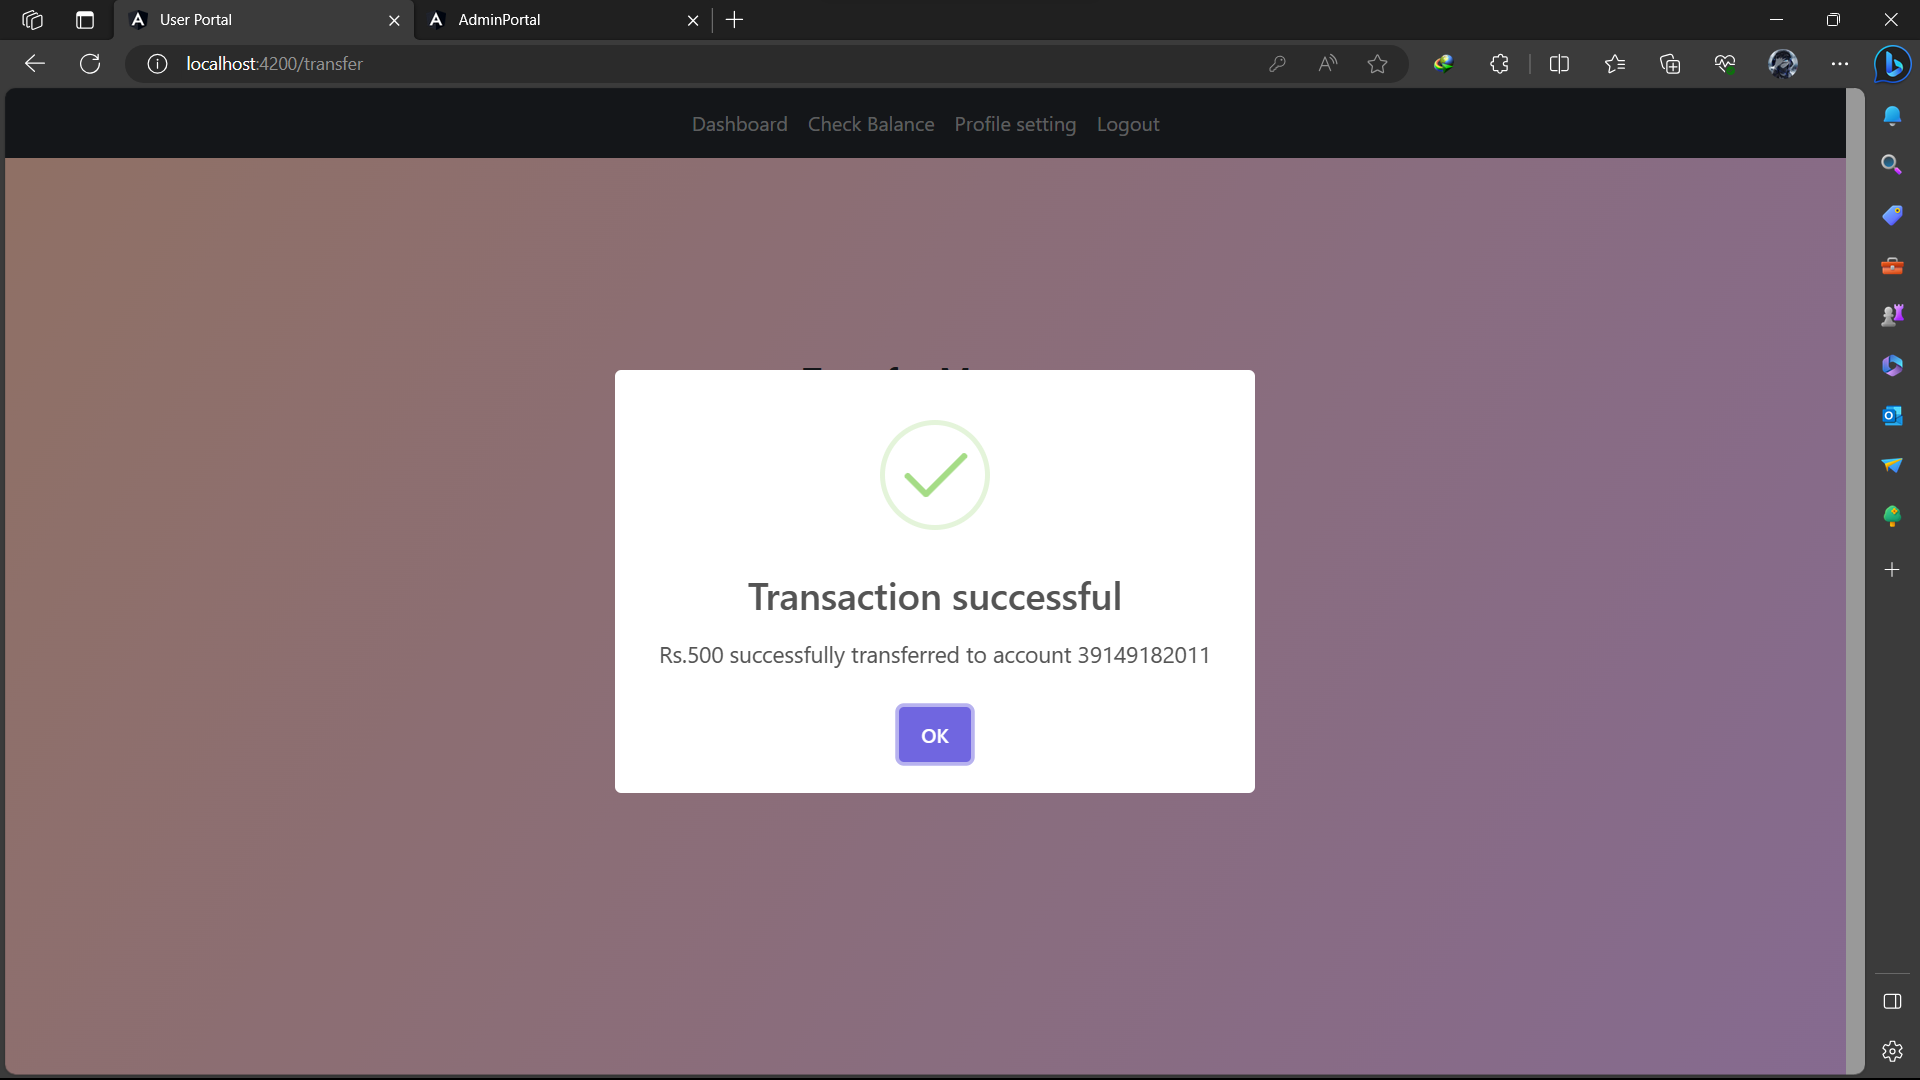 User Portal
AdminPortal
localhost:4200/transfer
Dashboard Check Balance Profile setting Logout
Transaction successful
Rs.500 successfully transferred to account 39149182011
OK